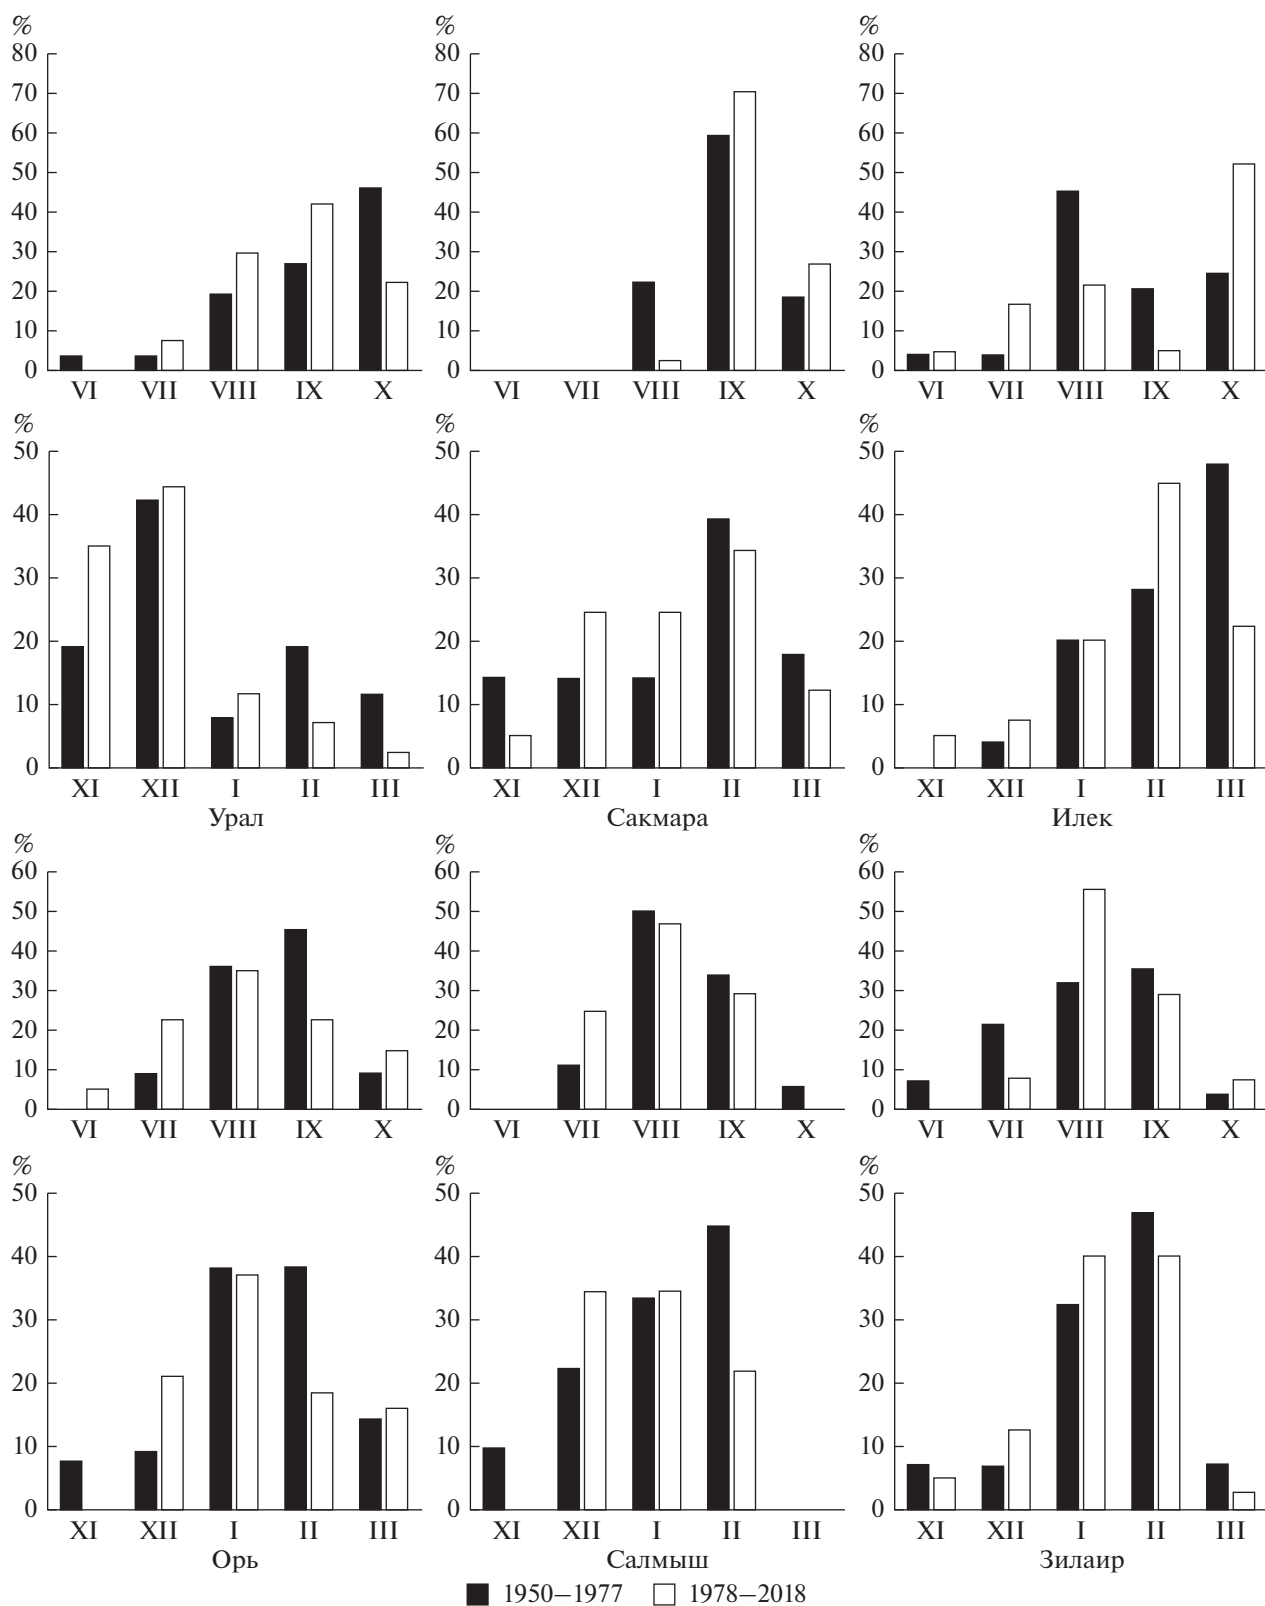 % % %
80 80 80
70 70 70
60 60 60
50 50 50
40 40 40
30 30 30
20 20 20
10 10 10
0 0 0
VI VII VIII IX X VI VII VIII IX X VI VII VIII IX X
% % %
50 50 50
40 40 40
30 30 30
20 20 20
10 10 10
0 0 0
XI XII I II III XI XII I II III XI XII I II III
Урал Сакмара Илек
% % %
60 60 60
50 50 50
40 40 40
30 30 30
20 20 20
10 10 10
0 0 0
VI VII VIII IX X VI VII VIII IX X VI VII VIII IX X
% % %
50 50 50
40 40 40
30 30 30
20 20 20
10 10 10
0 0 0
XI XII I II III XI XII I II III XI XII I II III
Орь Салмыш Зилаир
1950–1977 1978–2018